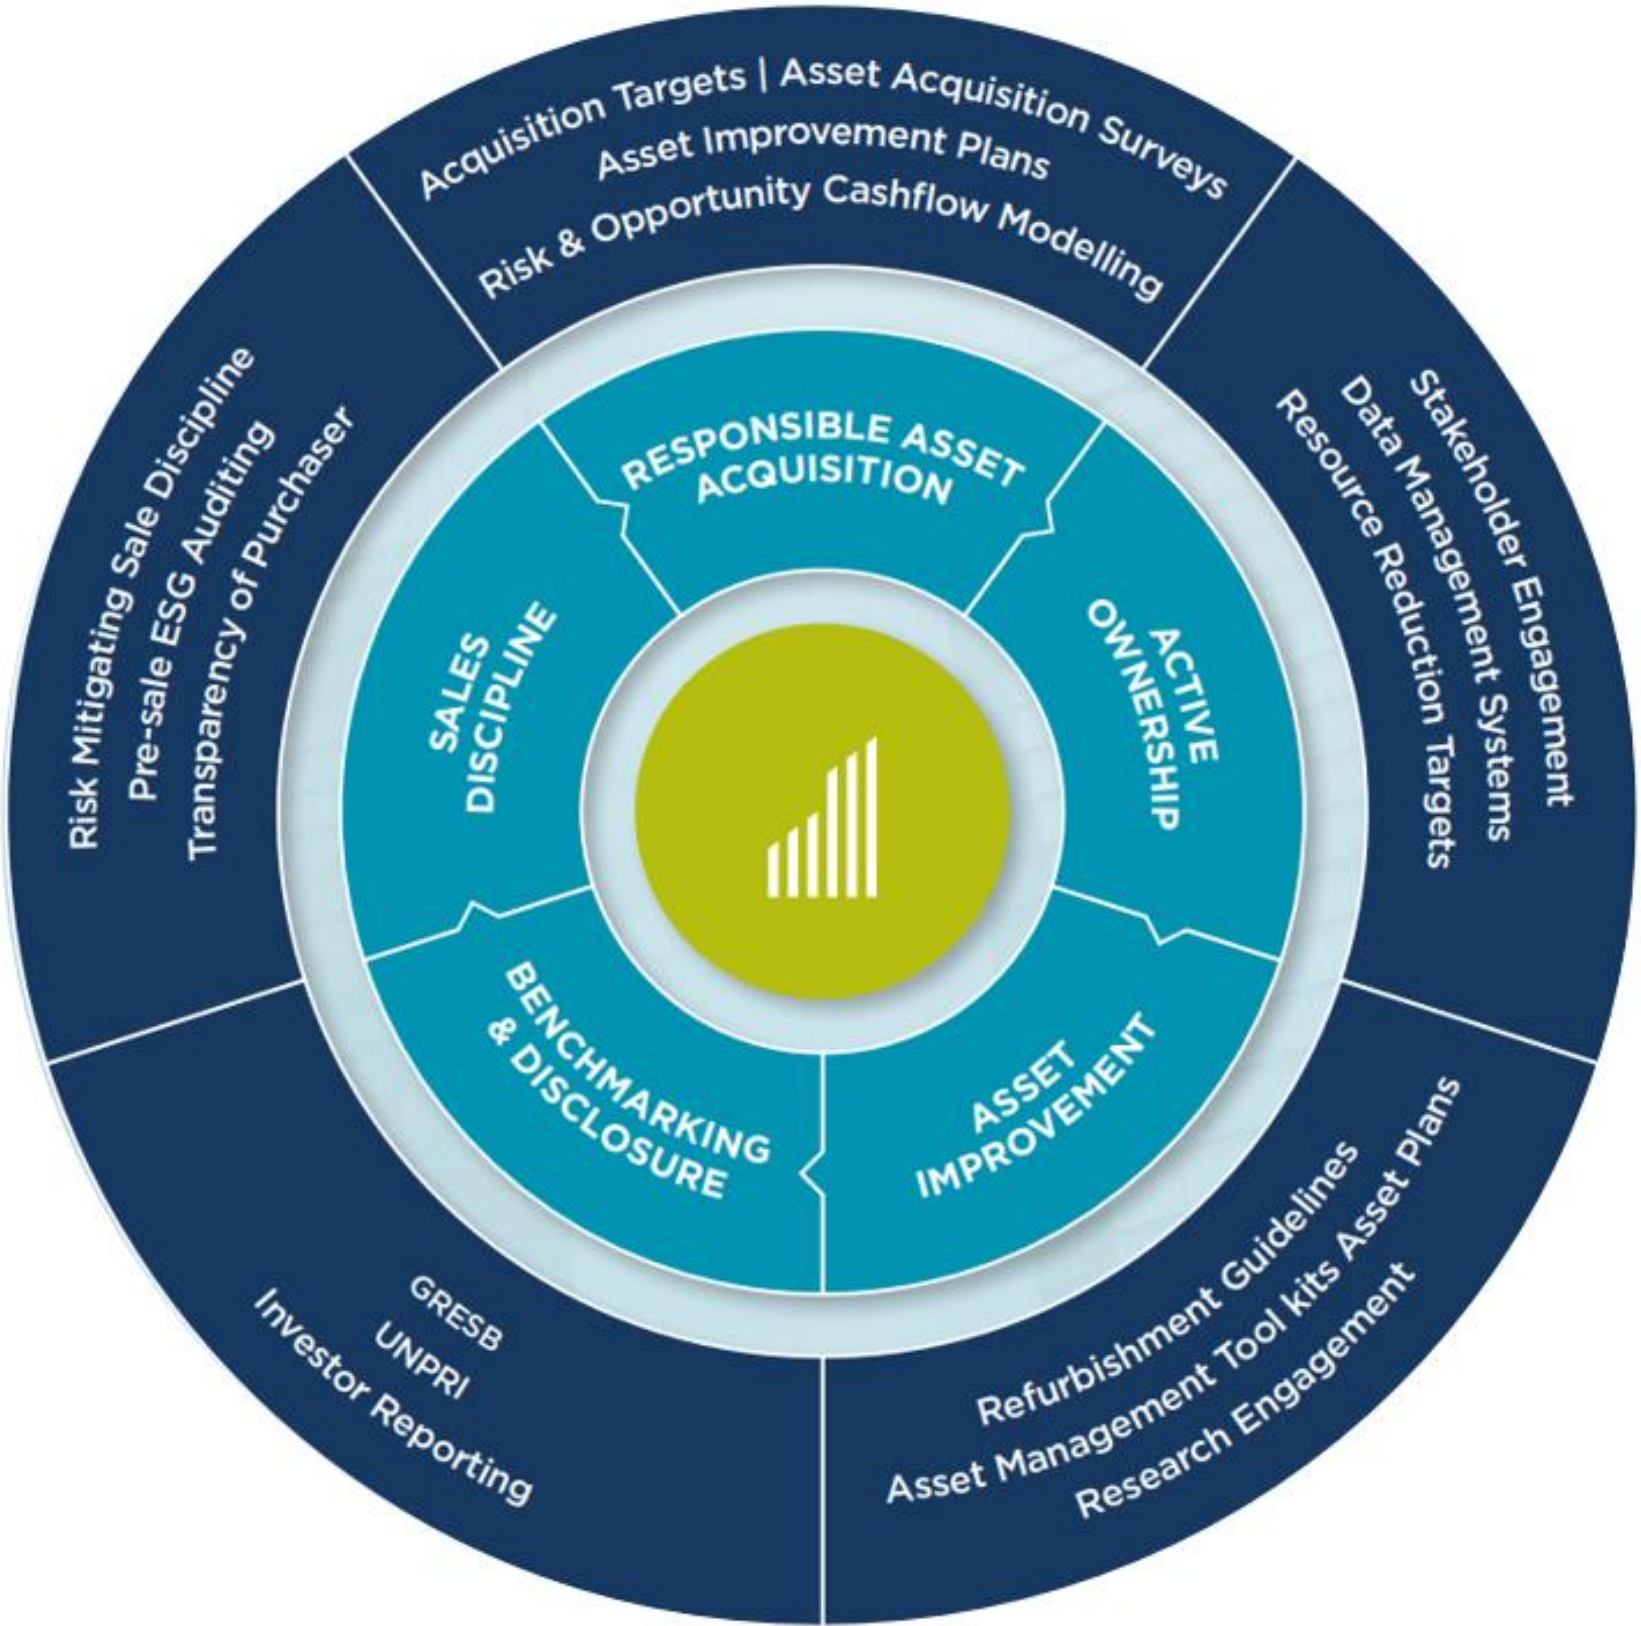 Acquisition Targets | Asset Acquisition Surveys
Asset Improvement Plans
Risk & Opportunity Cashflow Modelling
RESPONSIBLE ASSET
ACQUISITION
Stakeholder Engagement
Data Management Systems
Resource Reduction Targets
ACTIVE
OWNERSHIP
Refurbishment Guidelines
Asset Management Tool kits Asset Plans
Research Engagement
ASSET
IMPROVEMENT
GRESB
UNPRI
Investor Reporting
BENCHMARKING
& DISCLOSURE
Risk Mitigating Sale Discipline
Pre-sale ESG Auditing
Transparency of Purchaser
SALES
DISCIPLINE